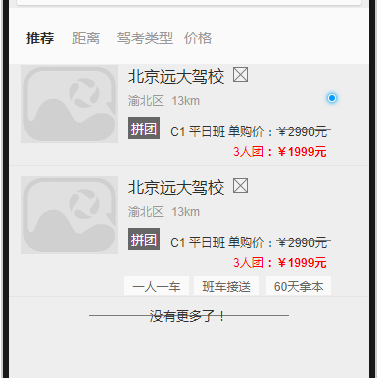 推荐 距离 驾考类型 价格
北京远大驾校
渝北区 13km
拼团 C1 平日班 单购价：￥2990元
3人团：￥1999元
北京远大驾校
渝北区 13km
拼团 C1 平日班 单购价：￥2990元
3人团：￥1999元
一人一车 班车接送 60天拿本
没有更多了！